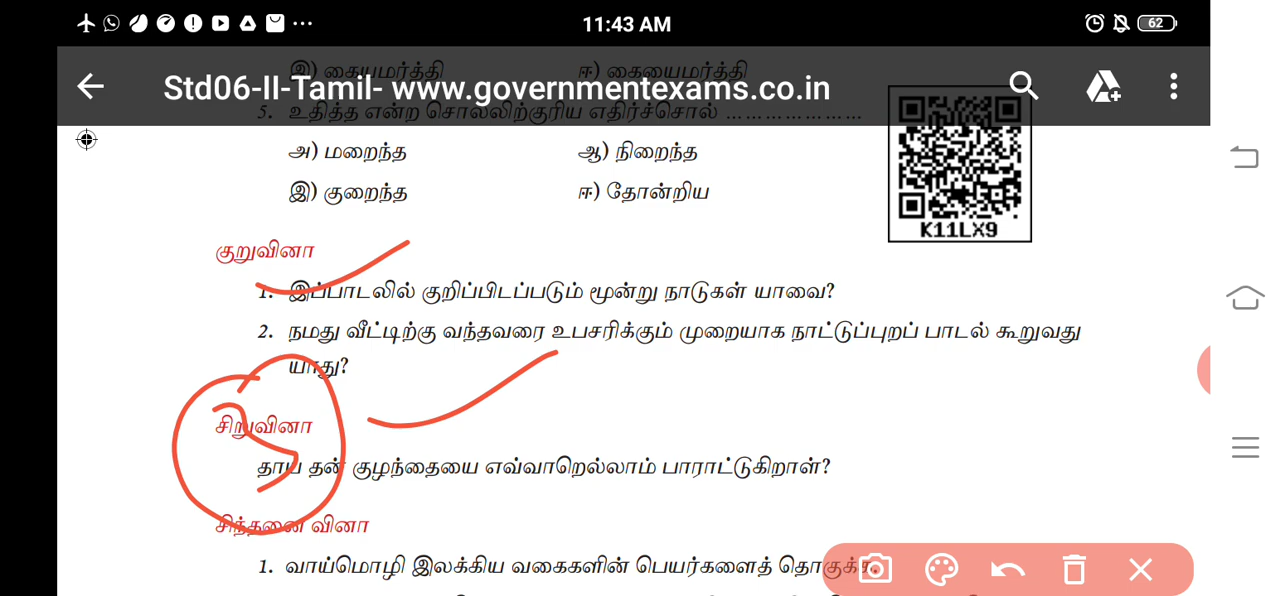 11:43 AM
62
இ) கையமர்த்தி ஈ) கையைமர்த்தி
Std06-II-Tamil- www.governmentexams.co.in
5. உதித்த என்ற சொல்லிற்குரிய எதிர்ச்சொல் .....................
அ) மறைந்த ஆ) நிறைந்த
இ) குறைந்த ஈ) தோன்றிய
K11LX9
குறுவினா
1. இப்பாடலில் குறிப்பிடப்படும் மூன்று நாடுகள் யாவை?
2. நமது வீட்டிற்கு வந்தவரை உபசரிக்கும் முறையாக நாட்டுப்புறப் பாடல் கூறுவது
யாது?
சிறுவினா
தாய் தன் குழந்தையை எவ்வாறெல்லாம் பாராட்டுகிறாள்?
சிந்தனை வினா
1. வாய்மொழி இலக்கிய வகைகளின் பெயர்களைத் தொகுக்க.